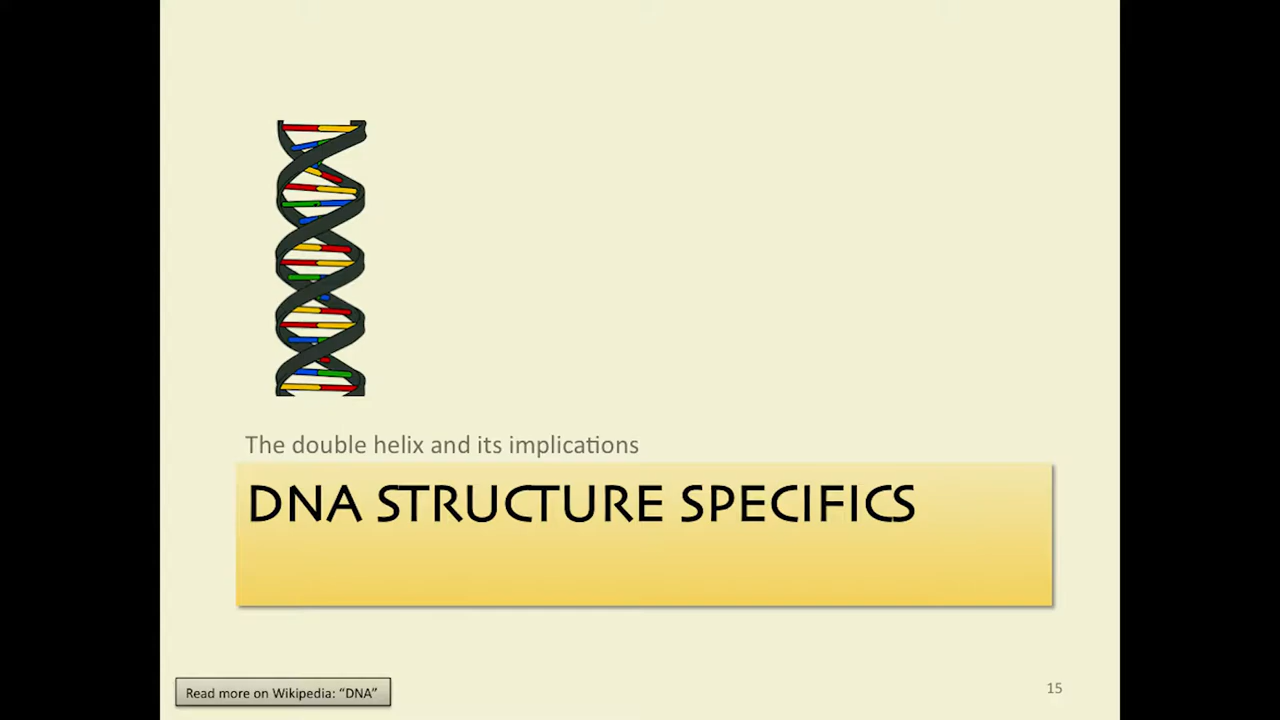 The double helix and its implications
DNA STRUCTURE SPECIFICS
Read more on Wikipedia: “DNA”
15